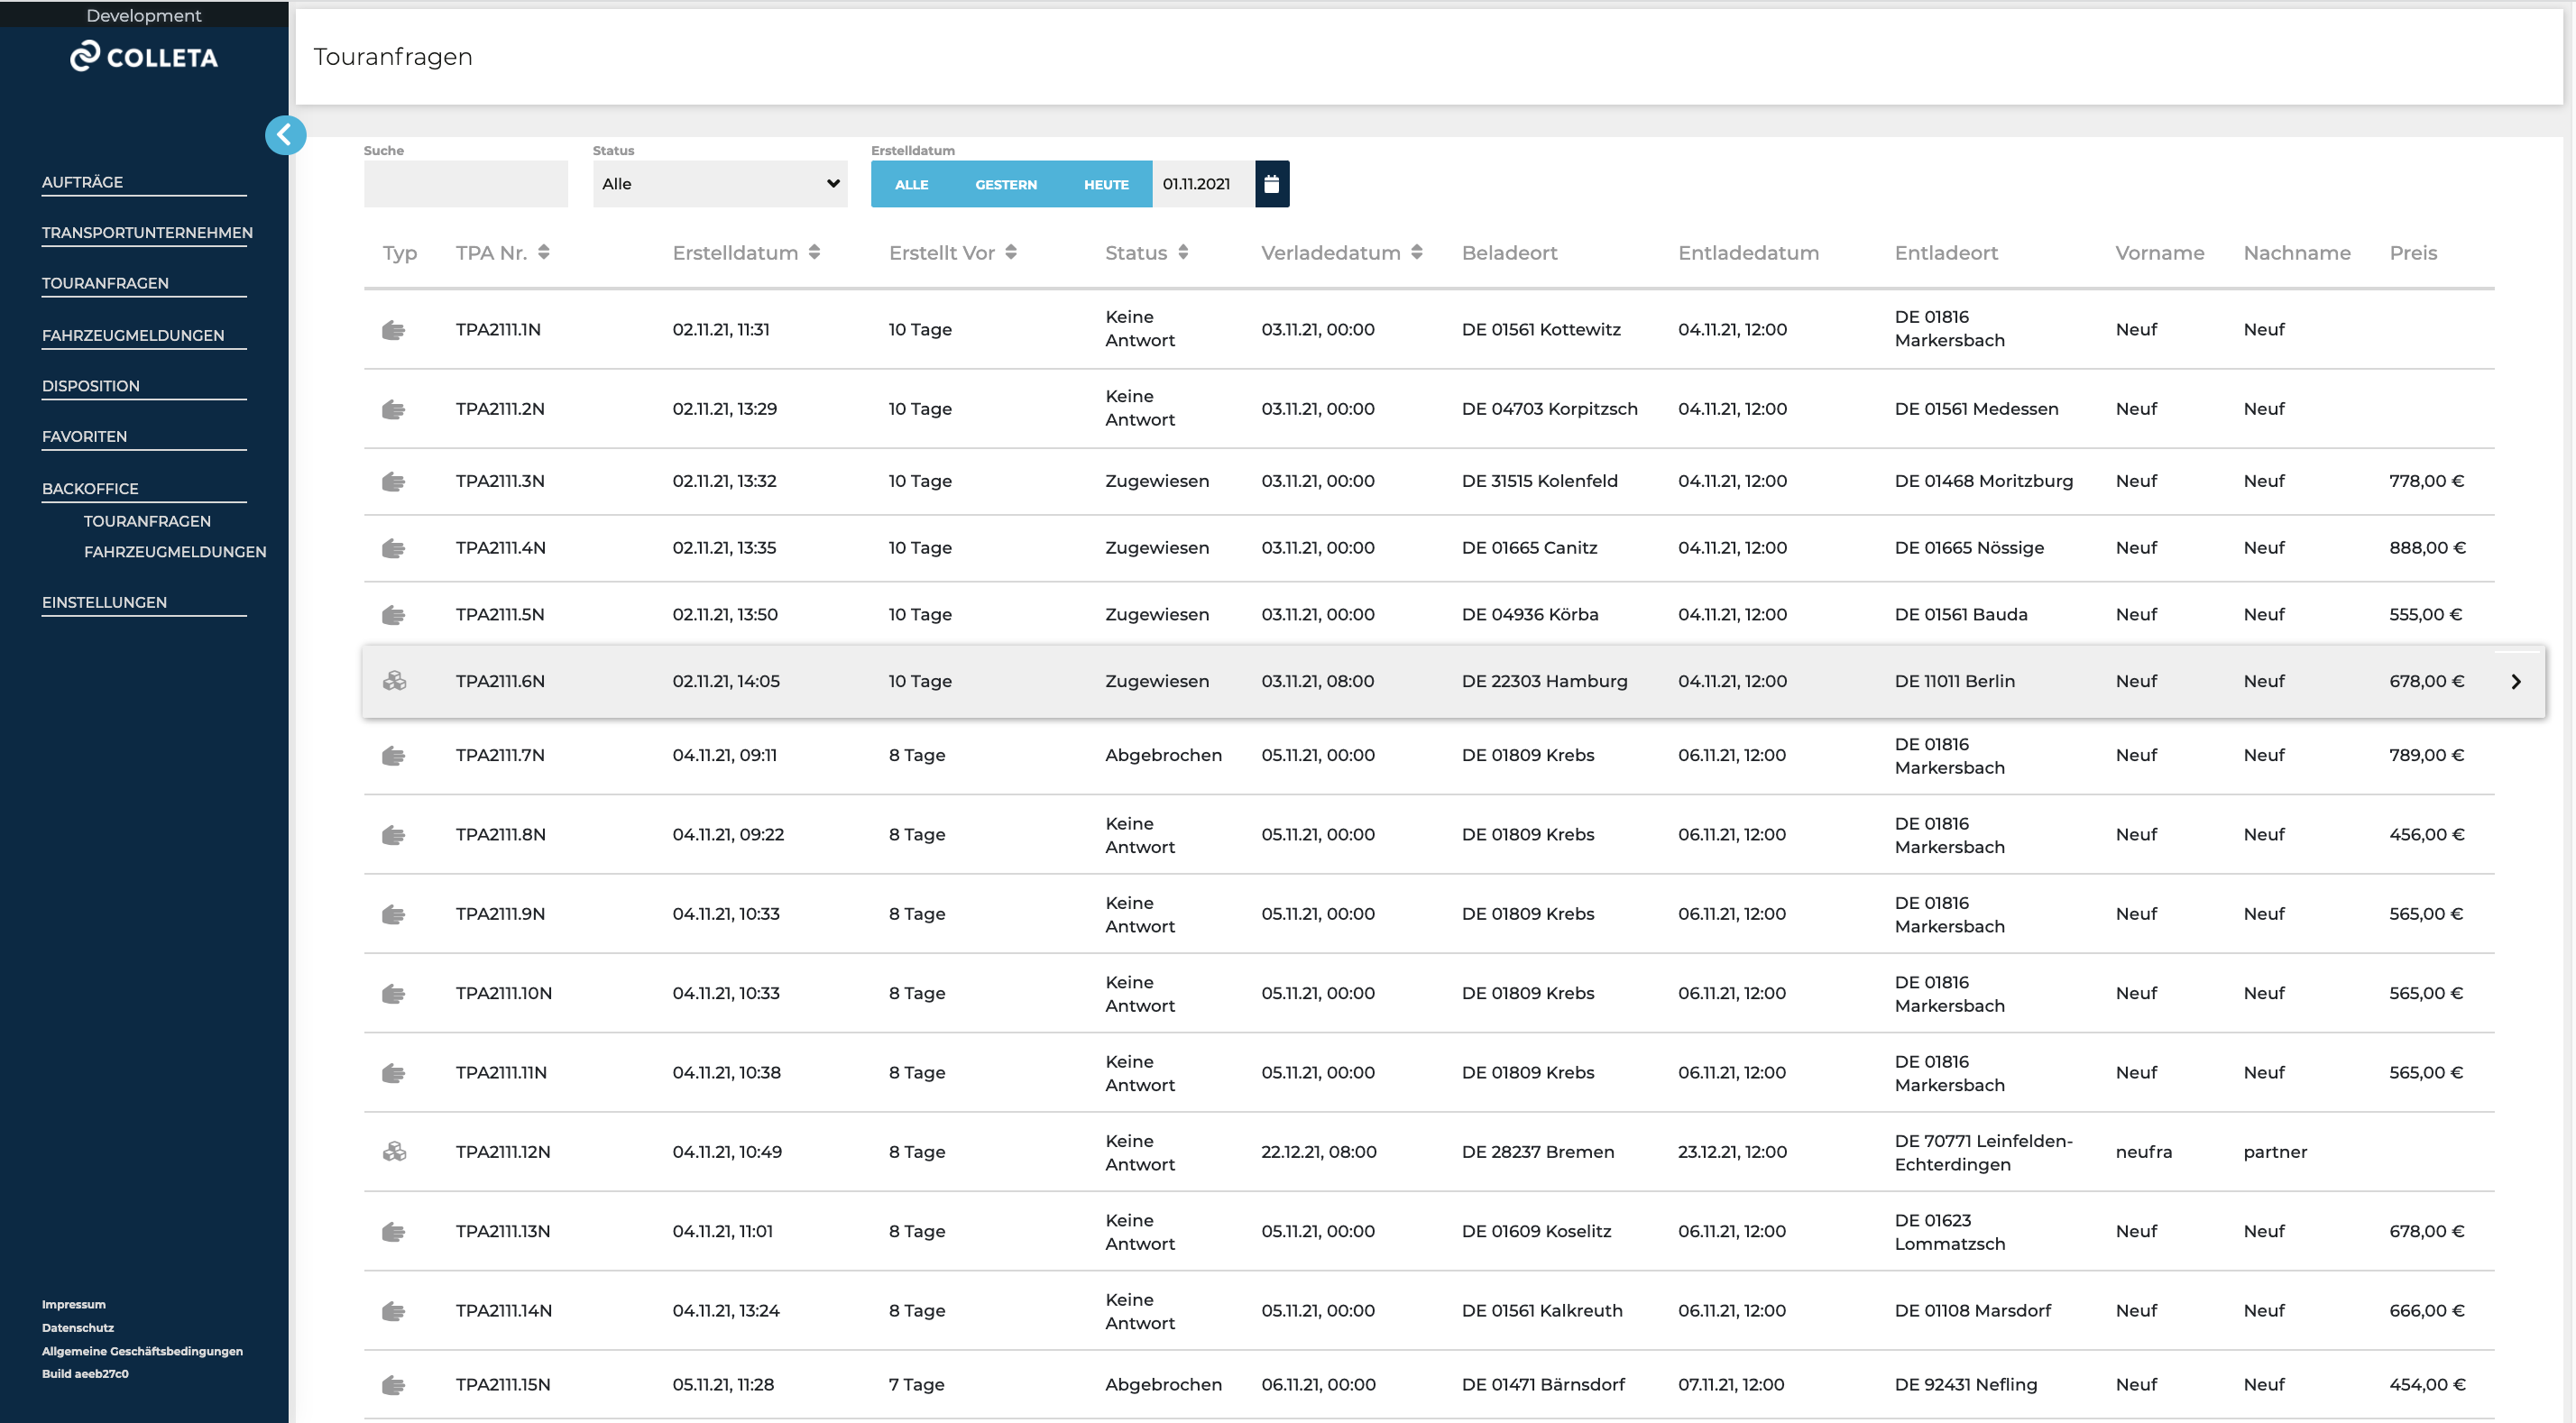 Development
COLLETA
AUFTRÄGE
TRANSPORTUNTERNEHMEN
TOURANFRAGEN
FAHRZEUGMELDUNGEN
DISPOSITION
FAVORITEN
BACKOFFICE
TOURANFRAGEN
FAHRZEUGMELDUNGEN
EINSTELLUNGEN
Impressum
Datenschutz
Allgemeine Geschäftsbedingungen
Build aeeb27c0
Touranfragen
Suche Status Erstelldatum
Alle ALLE GESTERN HEUTE 01.11.2021
Typ TPA Nr. Erstelldatum Erstellt Vor Status Verladedatum Beladeort Entladedatum Entladeort Vorname Nachname Preis
TPA2111.1N 02.11.21, 11:31 10 Tage Keine Antwort 03.11.21, 00:00 DE 01561 Kottewitz 04.11.21, 12:00 DE 01816 Markersbach Neuf Neuf
TPA2111.2N 02.11.21, 13:29 10 Tage Keine Antwort 03.11.21, 00:00 DE 04703 Korpitzsch 04.11.21, 12:00 DE 01561 Medessen Neuf Neuf
TPA2111.3N 02.11.21, 13:32 10 Tage Zugewiesen 03.11.21, 00:00 DE 31515 Kolenfeld 04.11.21, 12:00 DE 01468 Moritzburg Neuf Neuf 778,00 €
TPA2111.4N 02.11.21, 13:35 10 Tage Zugewiesen 03.11.21, 00:00 DE 01665 Canitz 04.11.21, 12:00 DE 01665 Nössige Neuf Neuf 888,00 €
TPA2111.5N 02.11.21, 13:50 10 Tage Zugewiesen 03.11.21, 00:00 DE 04936 Körba 04.11.21, 12:00 DE 01561 Bauda Neuf Neuf 555,00 €
TPA2111.6N 02.11.21, 14:05 10 Tage Zugewiesen 03.11.21, 08:00 DE 22303 Hamburg 04.11.21, 12:00 DE 11011 Berlin Neuf Neuf 678,00 €
TPA2111.7N 04.11.21, 09:11 8 Tage Abgebrochen 05.11.21, 00:00 DE 01809 Krebs 06.11.21, 12:00 DE 01816 Markersbach Neuf Neuf 789,00 €
TPA2111.8N 04.11.21, 09:22 8 Tage Keine Antwort 05.11.21, 00:00 DE 01809 Krebs 06.11.21, 12:00 DE 01816 Markersbach Neuf Neuf 456,00 €
TPA2111.9N 04.11.21, 10:33 8 Tage Keine Antwort 05.11.21, 00:00 DE 01809 Krebs 06.11.21, 12:00 DE 01816 Markersbach Neuf Neuf 565,00 €
TPA2111.10N 04.11.21, 10:33 8 Tage Keine Antwort 05.11.21, 00:00 DE 01809 Krebs 06.11.21, 12:00 DE 01816 Markersbach Neuf Neuf 565,00 €
TPA2111.11N 04.11.21, 10:38 8 Tage Keine Antwort 05.11.21, 00:00 DE 01809 Krebs 06.11.21, 12:00 DE 01816 Markersbach Neuf Neuf 565,00 €
TPA2111.12N 04.11.21, 10:49 8 Tage Keine Antwort 22.12.21, 08:00 DE 28237 Bremen 23.12.21, 12:00 DE 70771 Leinfelden-Echterdingen neufra partner
TPA2111.13N 04.11.21, 11:01 8 Tage Keine Antwort 05.11.21, 00:00 DE 01609 Koselitz 06.11.21, 12:00 DE 01623 Lommatzsch Neuf Neuf 678,00 €
TPA2111.14N 04.11.21, 13:24 8 Tage Keine Antwort 05.11.21, 00:00 DE 01561 Kalkreuth 06.11.21, 12:00 DE 01108 Marsdorf Neuf Neuf 666,00 €
TPA2111.15N 05.11.21, 11:28 7 Tage Abgebrochen 06.11.21, 00:00 DE 01471 Bärnsdorf 07.11.21, 12:00 DE 92431 Nefling Neuf Neuf 454,00 €